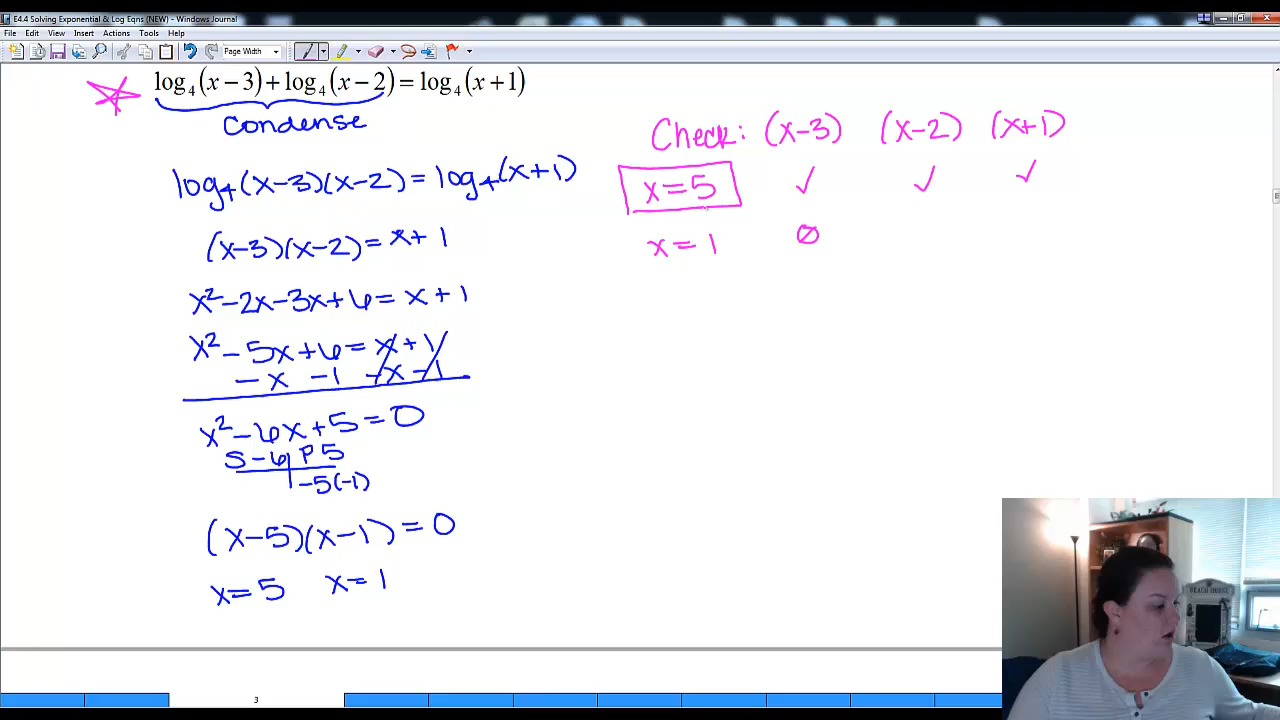 E4.4 Solving Exponential & Log Eqns (NEW) - Windows Journal
File Edit View Insert Actions Tools Help
Page Width
log₄(x−3)+log₄(x−2)=log₄(x+1)
condense
log₄(x−3)(x−2)=log₄(x+1)
(x−3)(x−2)=x+1
x²−2x−3x+6=x+1
x²−5x+6=x+1
−x −1 −x −1
x²−6x+5=0
S −6 P 5
−5(−1)
(x−5)(x−1)=0
x=5 x=1
Check: (x−3) (x−2) (x+1)
x=5 ✓ ✓ ✓
x=1 ∅
BEACH HOUSE
3